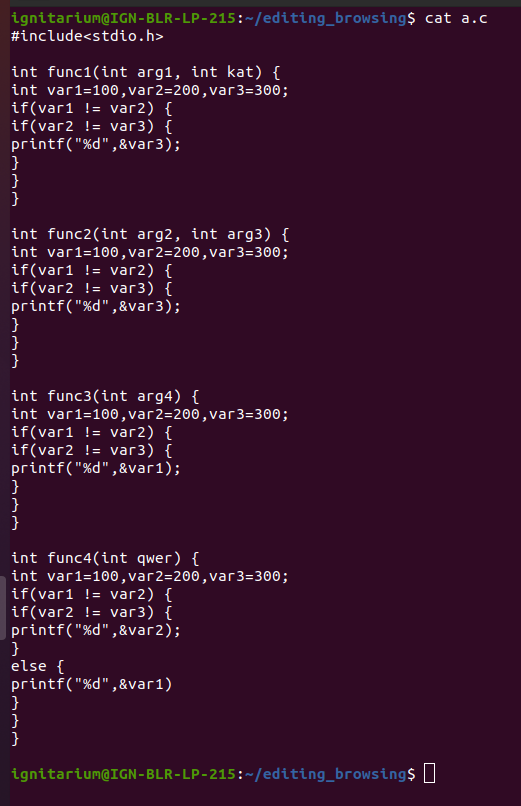 ignitarium@IGN-BLR-LP-215:~/editing_browsing$ cat a.c
#include<stdio.h>
int func1(int arg1, int kat) {
int var1=100,var2=200,var3=300;
if(var1 != var2) {
if(var2 != var3) {
printf("%d",&var3);
}
}
}
int func2(int arg2, int arg3) {
int var1=100,var2=200,var3=300;
if(var1 != var2) {
if(var2 != var3) {
printf("%d",&var3);
}
}
}
int func3(int arg4) {
int var1=100,var2=200,var3=300;
if(var1 != var2) {
if(var2 != var3) {
printf("%d",&var1);
}
}
}
int func4(int qwer) {
int var1=100,var2=200,var3=300;
if(var1 != var2) {
if(var2 != var3) {
printf("%d",&var2);
}
else {
printf("%d",&var1)
}
}
}
ignitarium@IGN-BLR-LP-215:~/editing_browsing$